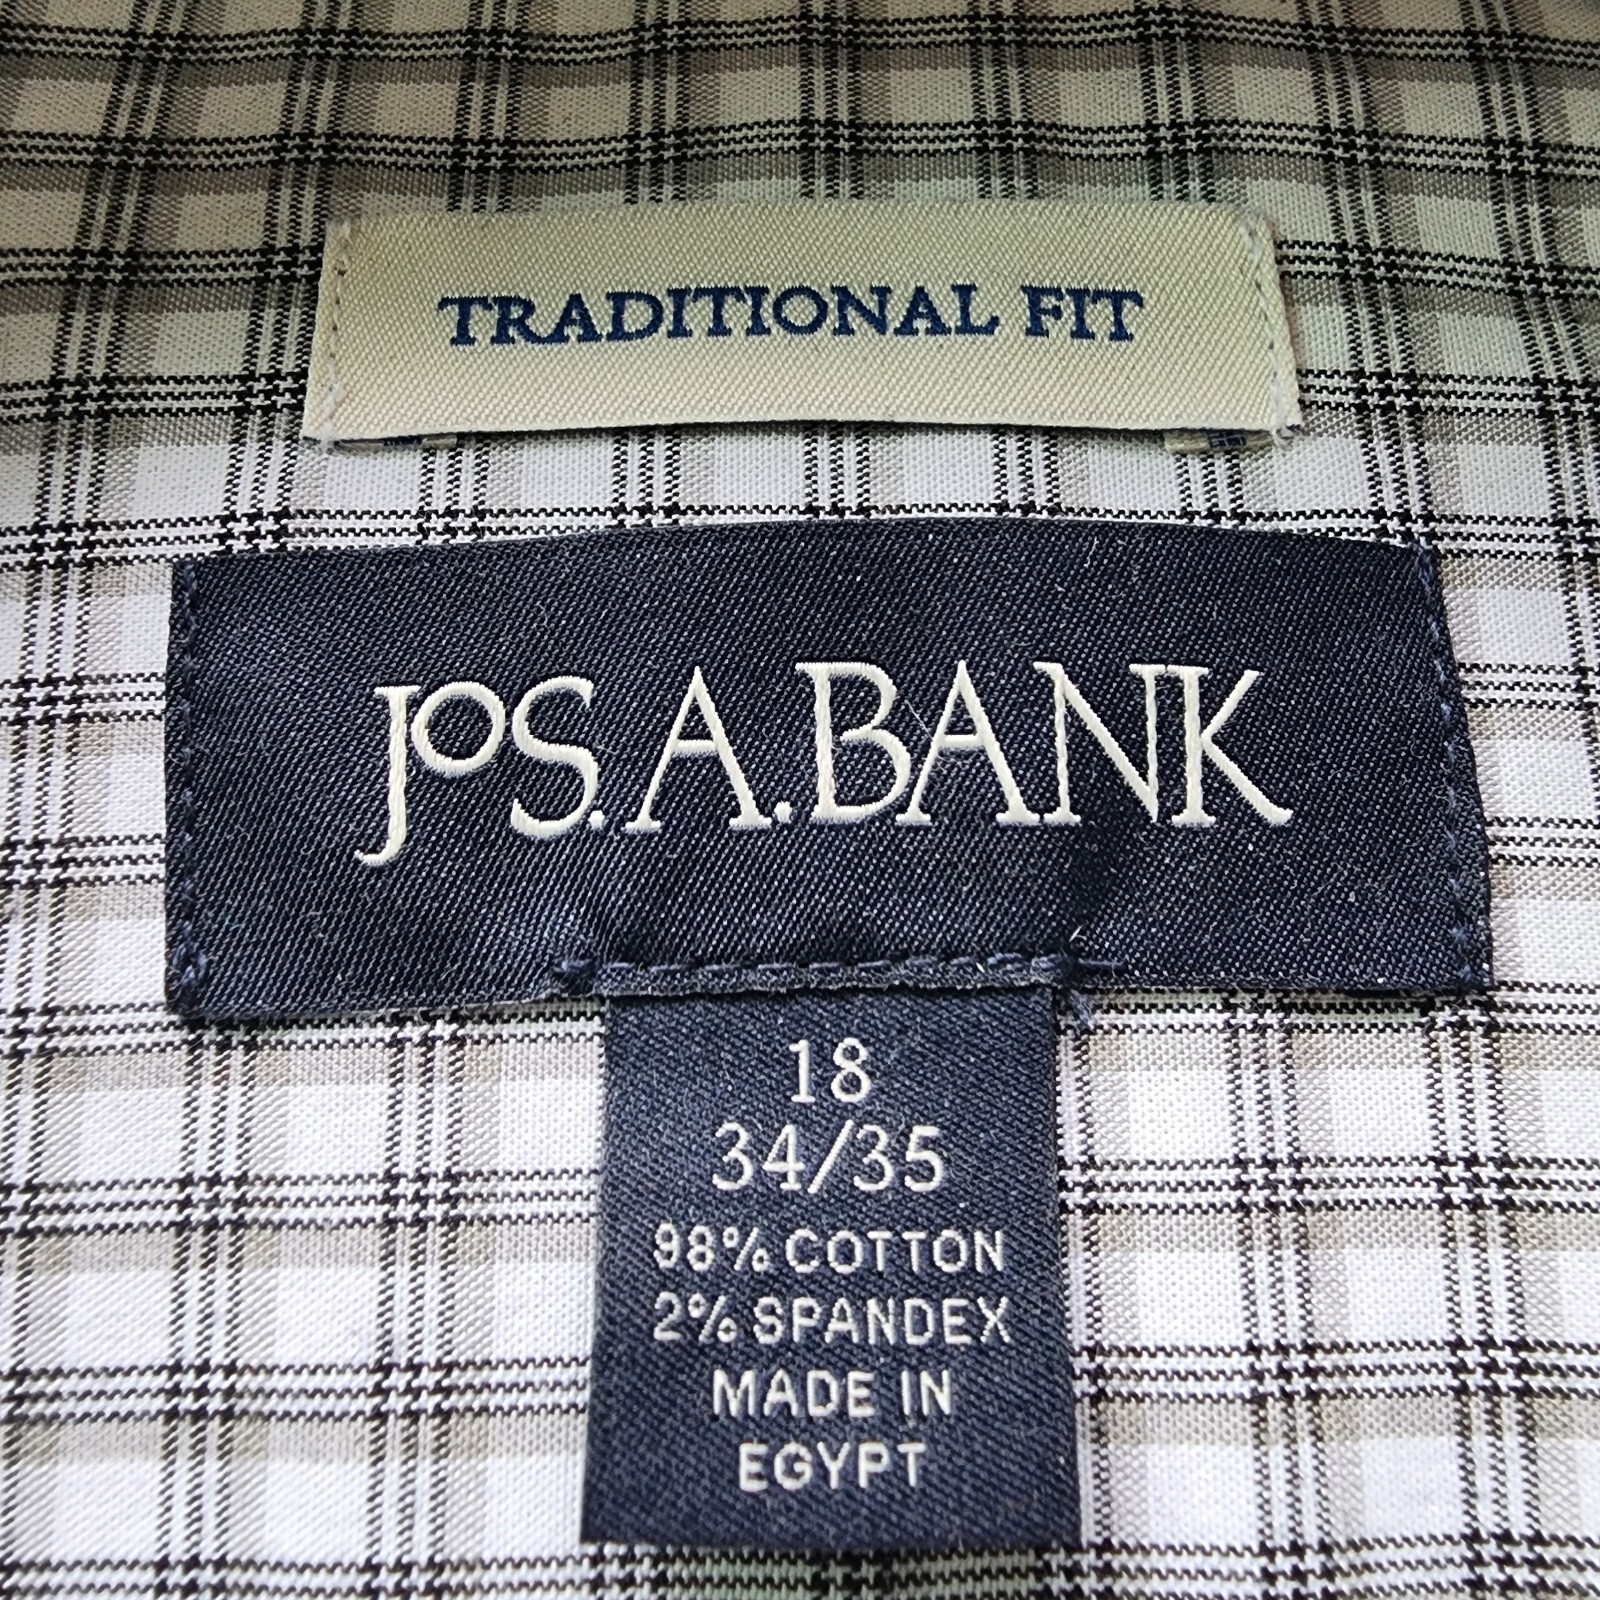 TRADITIONAL FIT
JOS. A. BANK
18
34/35
98% COTTON
2% SPANDEX
MADE IN
EGYPT